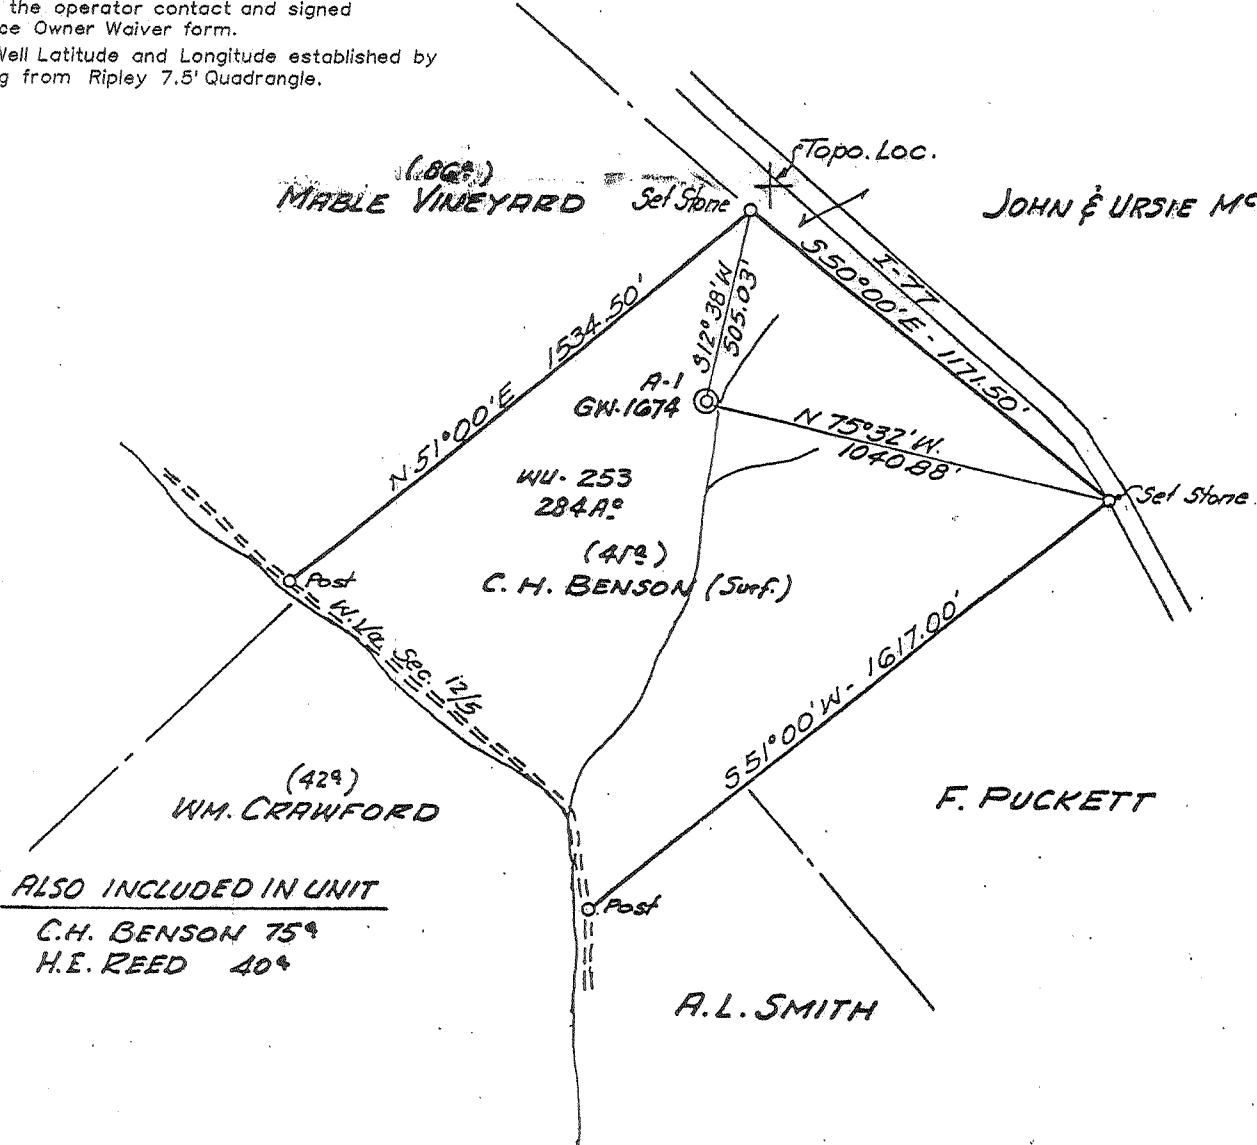 the operator contact and signed
ce Owner Waiver form.
Well Latitude and Longitude established by
g from Ripley 7.5' Quadrangle.
Topo. Loc.
(86ª)
MABLE VINEYARD
Set Stone
JOHN & URSIE Mc
I-77
S 50°00' E - 1171.50'
S 12° 38' W
505.03'
N 51°00' E 1534.50'
A-1
GW-1674
N 75°32' W.
1040.88'
Set Stone
WU-253
284Aª
(41ª)
C. H. BENSON (Surf.)
Post
W. Va. Sec. 12/5
S 51°00' W - 1617.00'
(42ª)
WM. CRAWFORD
F. PUCKETT
ALSO INCLUDED IN UNIT
C.H. BENSON 75ª
H.E. REED 40ª
Post
A.L. SMITH